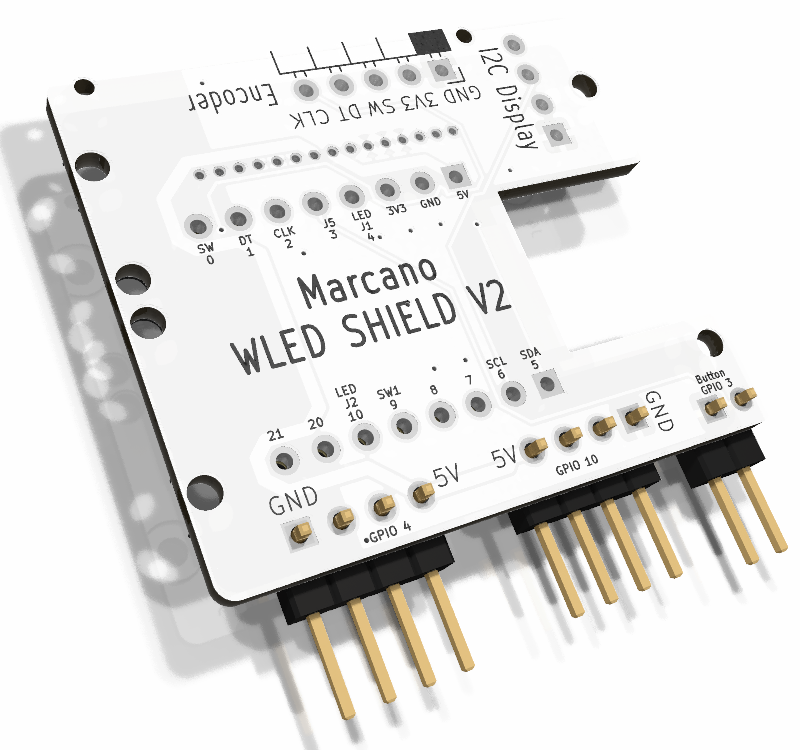 Encoder
GND 3V3 SW DT CLK
I2C Display
SW
0
DT
1
CLK
2
J5
3
LED
J1
4
3V3
GND
5V
Marcano
WLED SHIELD V2
21
20
LED
J2
10
SW1
9
8
7
SCL
6
SDA
5
Button
GPIO 3
GND
5V
GPIO 10
5V
GND
GPIO 4